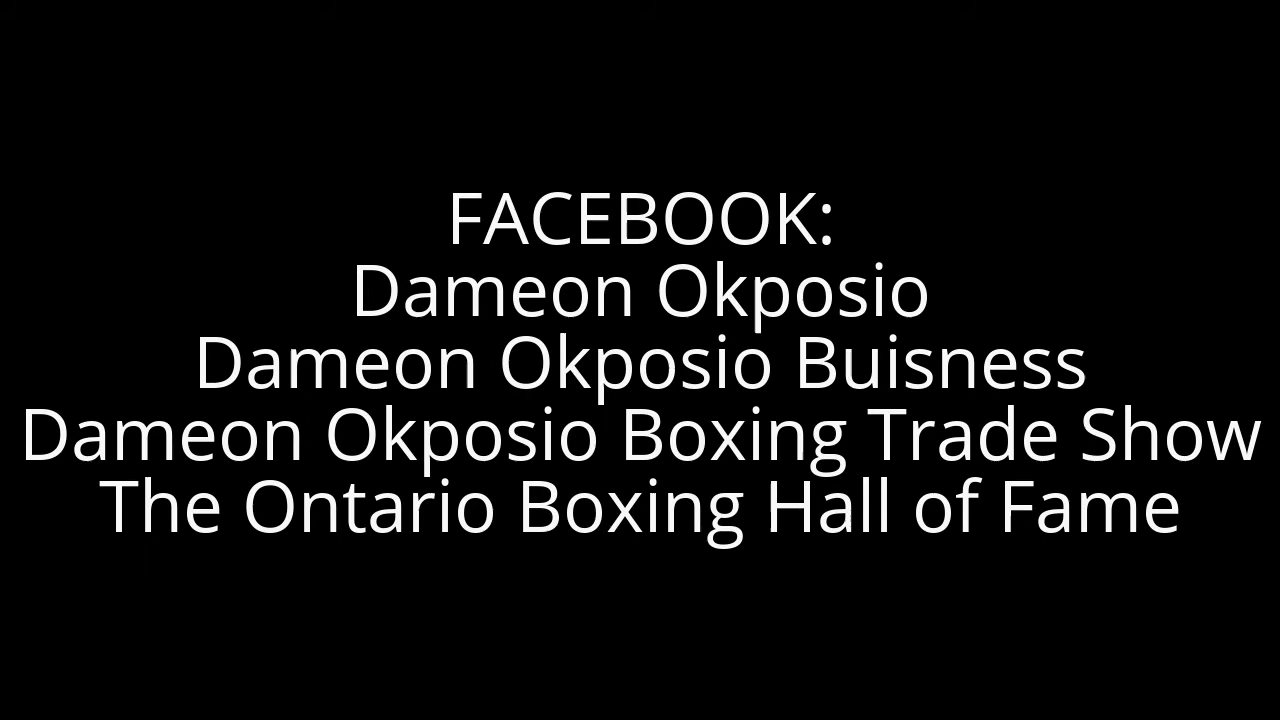 FACEBOOK:
Dameon Okposio
Dameon Okposio Buisness
Dameon Okposio Boxing Trade Show
The Ontario Boxing Hall of Fame